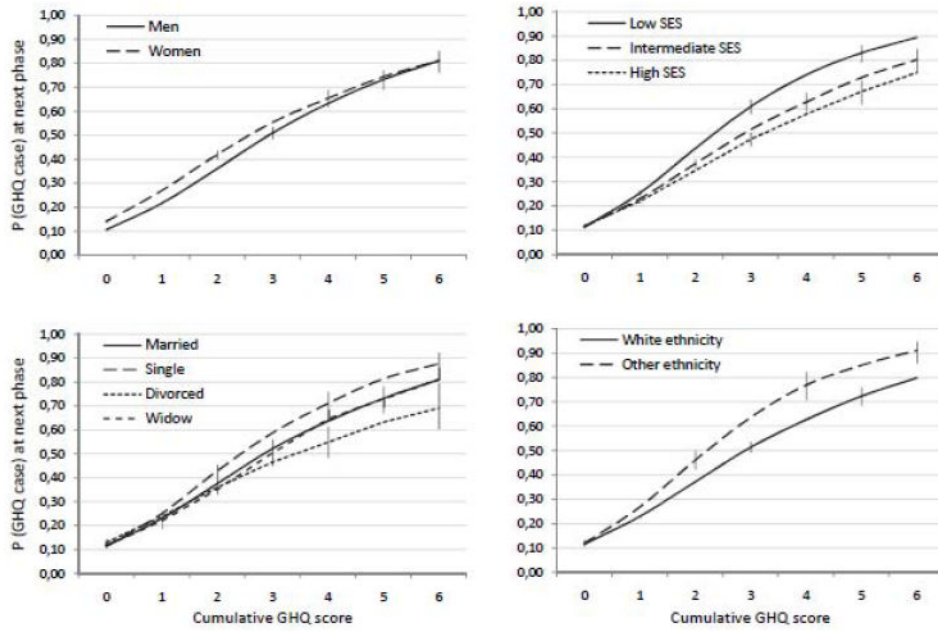 P (GHQ case) at next phase
1,00
0,90
0,80
0,70
0,60
0,50
0,40
0,30
0,20
0,10
0,00
Men
Women
0 1 2 3 4 5 6
1,00
0,90
0,80
0,70
0,60
0,50
0,40
0,30
0,20
0,10
0,00
Low SES
Intermediate SES
High SES
0 1 2 3 4 5 6
P (GHQ case) at next phase
1,00
0,90
0,80
0,70
0,60
0,50
0,40
0,30
0,20
0,10
0,00
Married
Single
Divorced
Widow
0 1 2 3 4 5 6
Cumulative GHQ score
1,00
0,90
0,80
0,70
0,60
0,50
0,40
0,30
0,20
0,10
0,00
White ethnicity
Other ethnicity
0 1 2 3 4 5 6
Cumulative GHQ score